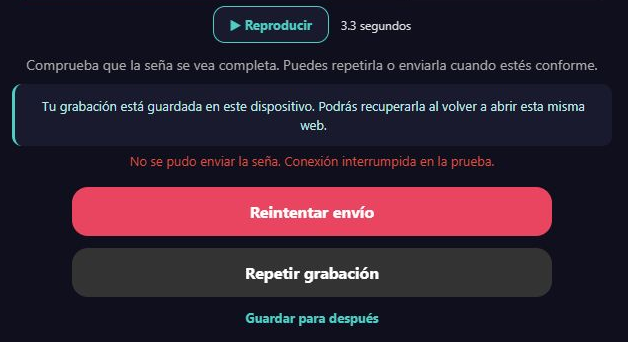 ▶ Reproducir 3.3 segundos
Comprueba que la seña se vea completa. Puedes repetirla o enviarla cuando estés conforme.
Tu grabación está guardada en este dispositivo. Podrás recuperarla al volver a abrir esta misma
web.
No se pudo enviar la seña. Conexión interrumpida en la prueba.
Reintentar envío
Repetir grabación
Guardar para después